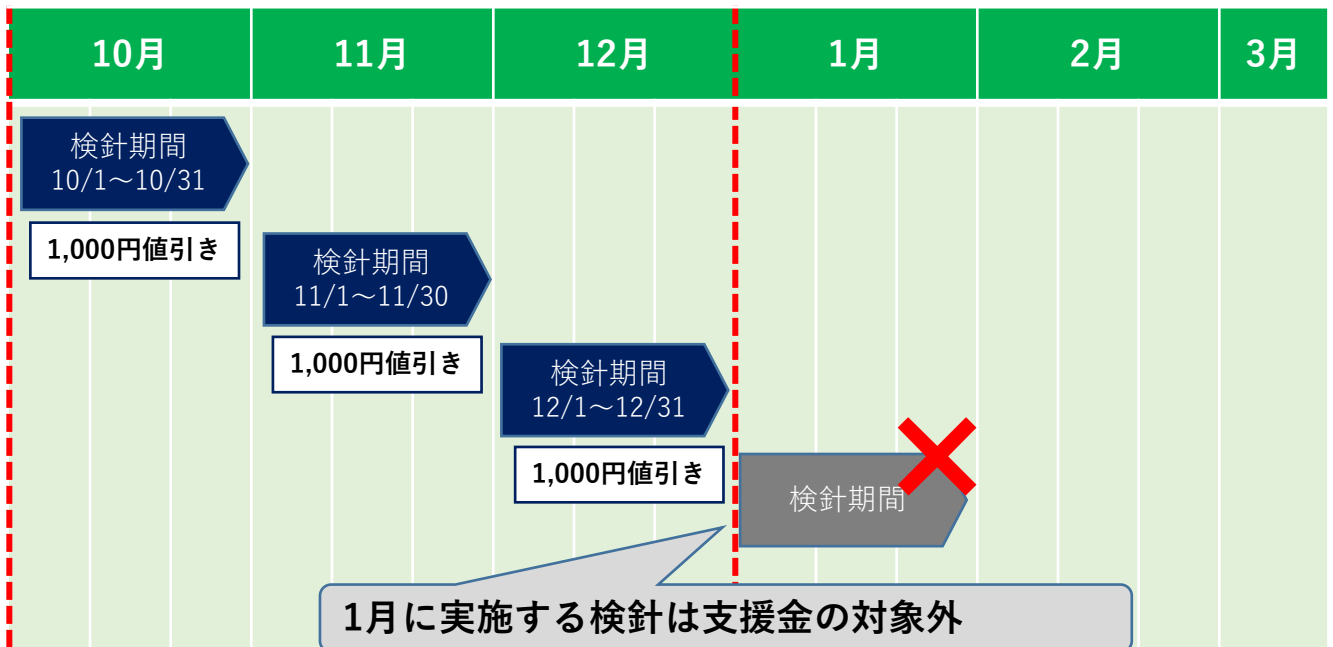 10月 11月 12月 1月 2月 3月
検針期間
10/1～10/31
1,000円値引き
検針期間
11/1～11/30
1,000円値引き
検針期間
12/1～12/31
1,000円値引き
検針期間
1月に実施する検針は支援金の対象外